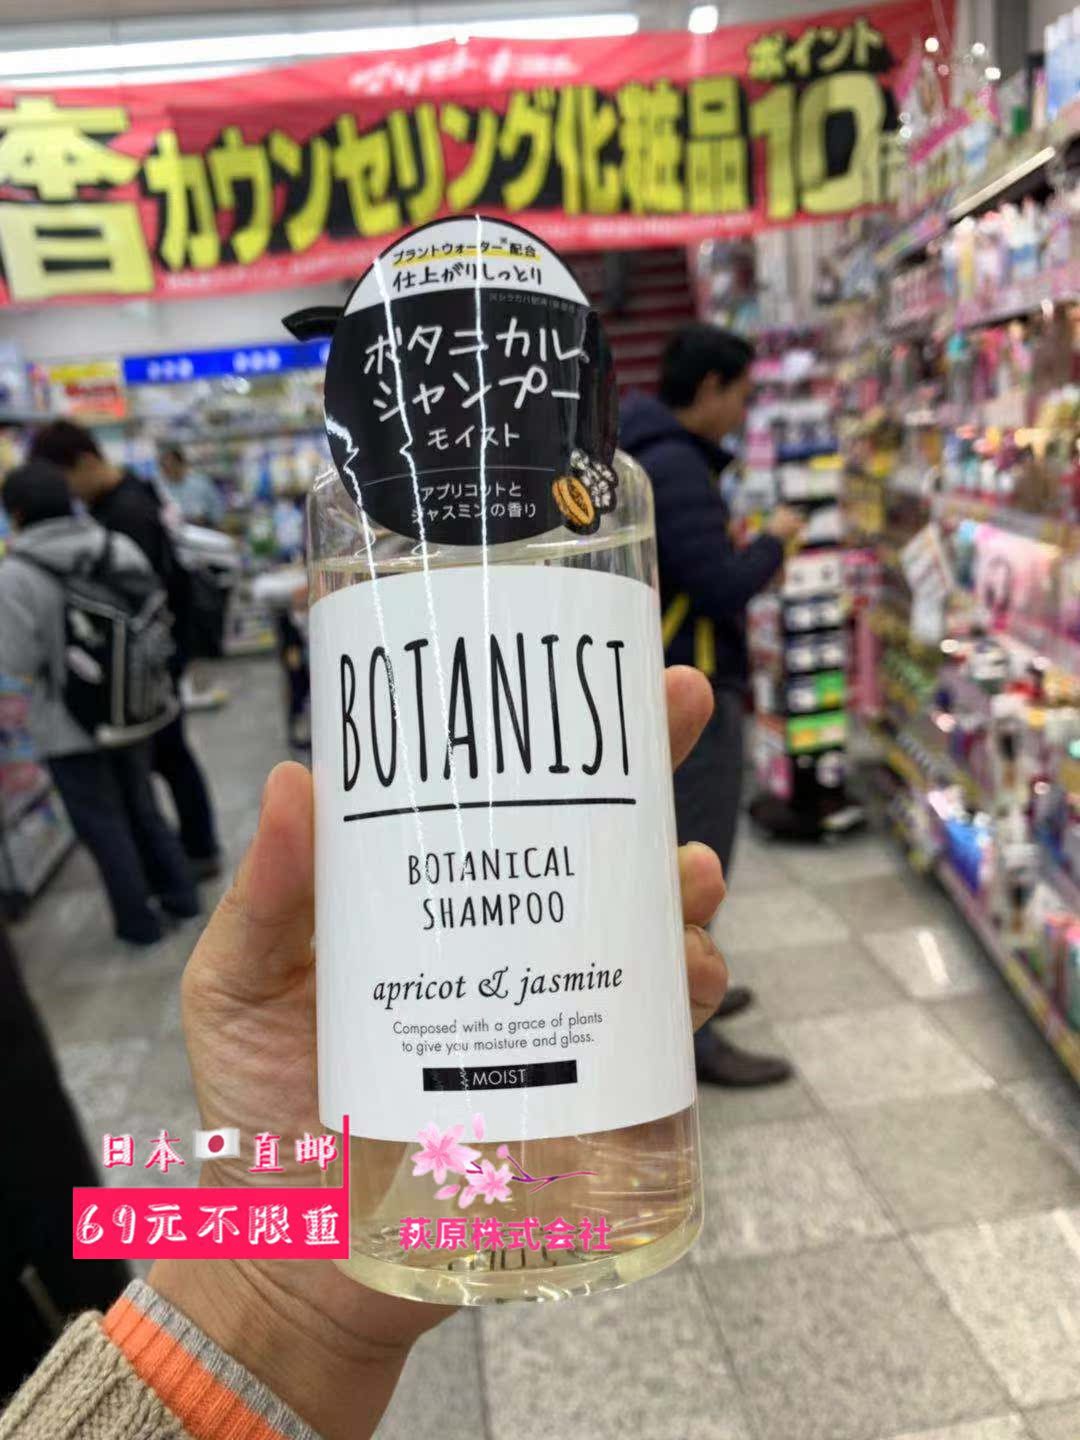 カウンセリング化粧品
ポイント
10
プラントウォーター※配合
仕上がりしっとり
ボタニカル
シャンプー
モイスト
アプリコットと
ジャスミンの香り
BOTANIST
BOTANICAL
SHAMPOO
apricot & jasmine
Composed with a grace of plants
to give you moisture and gloss.
MOIST
日本🇯🇵直邮
69元不限重
萩原株式会社